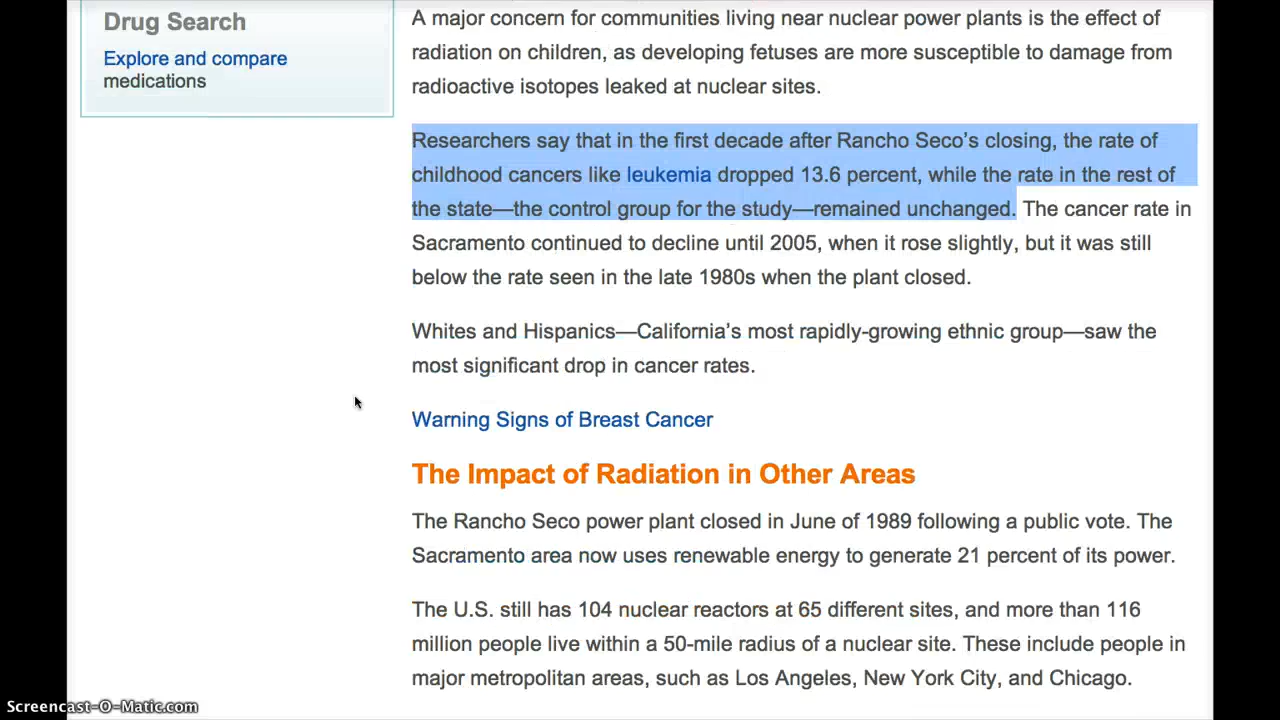 Drug Search
Explore and compare
medications
A major concern for communities living near nuclear power plants is the effect of
radiation on children, as developing fetuses are more susceptible to damage from
radioactive isotopes leaked at nuclear sites.
Researchers say that in the first decade after Rancho Seco’s closing, the rate of
childhood cancers like leukemia dropped 13.6 percent, while the rate in the rest of
the state—the control group for the study—remained unchanged. The cancer rate in
Sacramento continued to decline until 2005, when it rose slightly, but it was still
below the rate seen in the late 1980s when the plant closed.
Whites and Hispanics—California’s most rapidly-growing ethnic group—saw the
most significant drop in cancer rates.
Warning Signs of Breast Cancer
The Impact of Radiation in Other Areas
The Rancho Seco power plant closed in June of 1989 following a public vote. The
Sacramento area now uses renewable energy to generate 21 percent of its power.
The U.S. still has 104 nuclear reactors at 65 different sites, and more than 116
million people live within a 50-mile radius of a nuclear site. These include people in
major metropolitan areas, such as Los Angeles, New York City, and Chicago.
Screencast-O-Matic.com